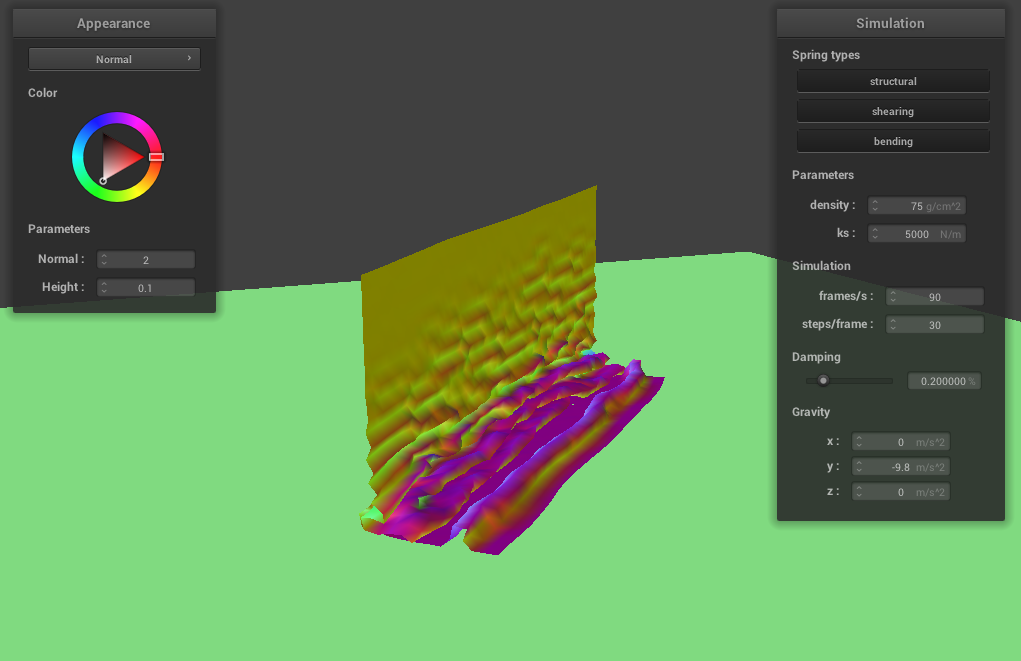 Appearance
Normal
Color
Parameters
Normal : 2
Height : 0.1
Simulation
Spring types
structural
shearing
bending
Parameters
density : 75 g/cm^2
ks : 5000 N/m
Simulation
frames/s : 90
steps/frame : 30
Damping
0.200000 %
Gravity
x : 0 m/s^2
y : -9.8 m/s^2
z : 0 m/s^2